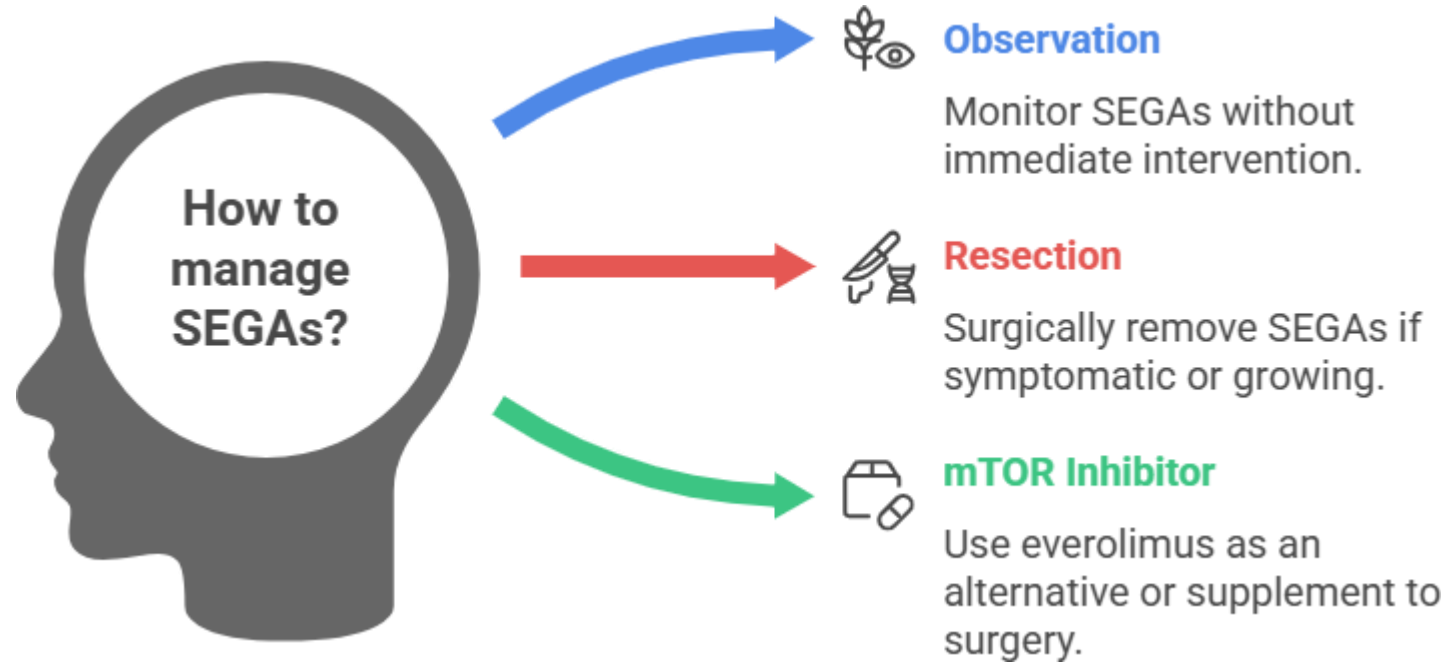 How to
manage
SEGAs?
Observation
Monitor SEGAs without
immediate intervention.
Resection
Surgically remove SEGAs if
symptomatic or growing.
mTOR Inhibitor
Use everolimus as an
alternative or supplement to
surgery.